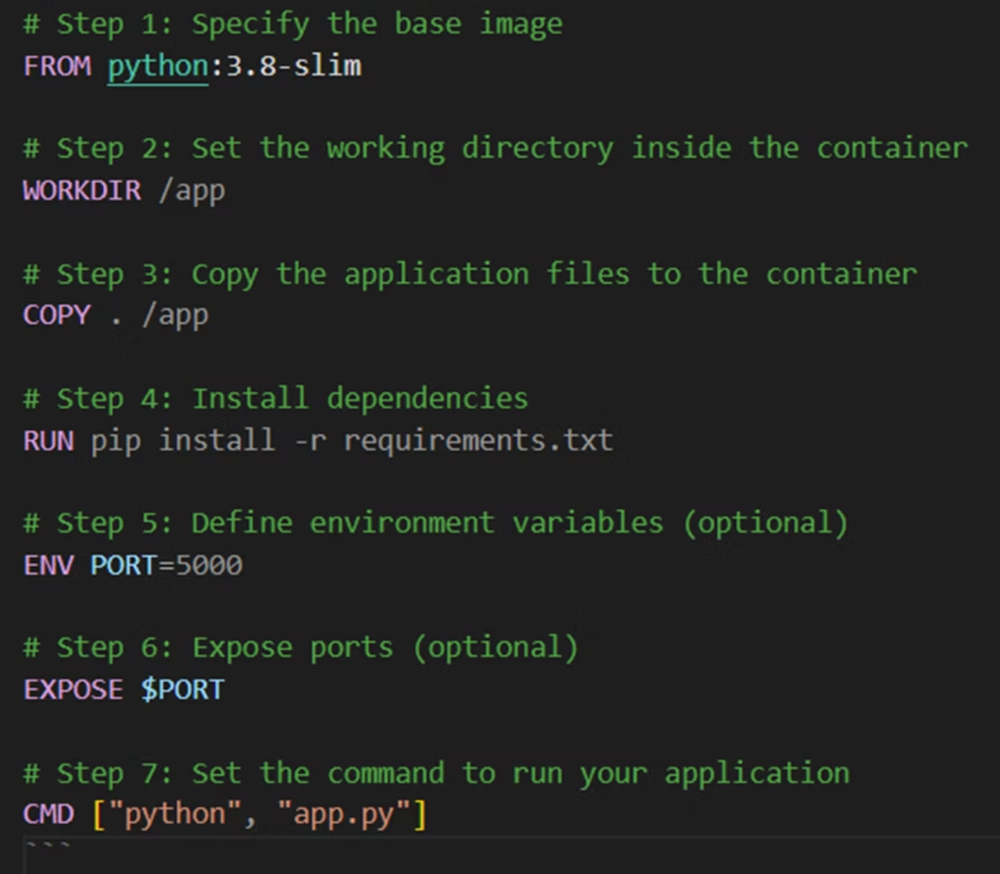 # Step 1: Specify the base image
FROM python:3.8-slim
# Step 2: Set the working directory inside the container
WORKDIR /app
# Step 3: Copy the application files to the container
COPY . /app
# Step 4: Install dependencies
RUN pip install -r requirements.txt
# Step 5: Define environment variables (optional)
ENV PORT=5000
# Step 6: Expose ports (optional)
EXPOSE $PORT
# Step 7: Set the command to run your application
CMD ["python", "app.py"]
```